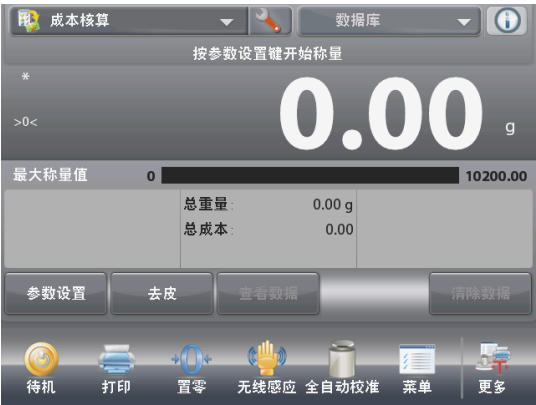 成本核算 数据库
按参数设置键开始称量
*
>0<
0.00 g
最大称量值 0 10200.00
总重量: 0.00 g
总成本: 0.00
参数设置 去皮 查看数据 清除数据
待机 打印 置零 无线感应 全自动校准 菜单 更多